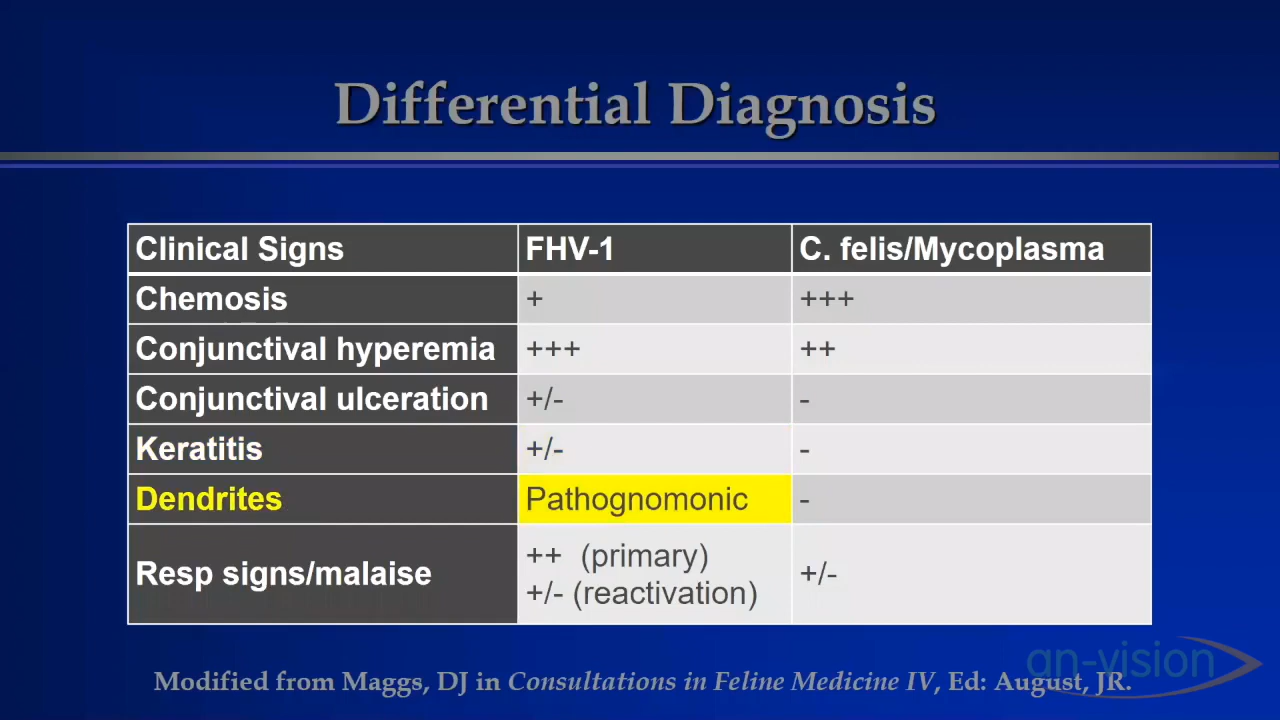 Differential Diagnosis
Clinical Signs FHV-1 C. felis/Mycoplasma
Chemosis + +++
Conjunctival hyperemia +++ ++
Conjunctival ulceration +/- -
Keratitis +/- -
Dendrites Pathognomonic -
Resp signs/malaise ++ (primary) +/-
+/- (reactivation)
an-vision
Modified from Maggs, DJ in Consultations in Feline Medicine IV, Ed: August, JR.